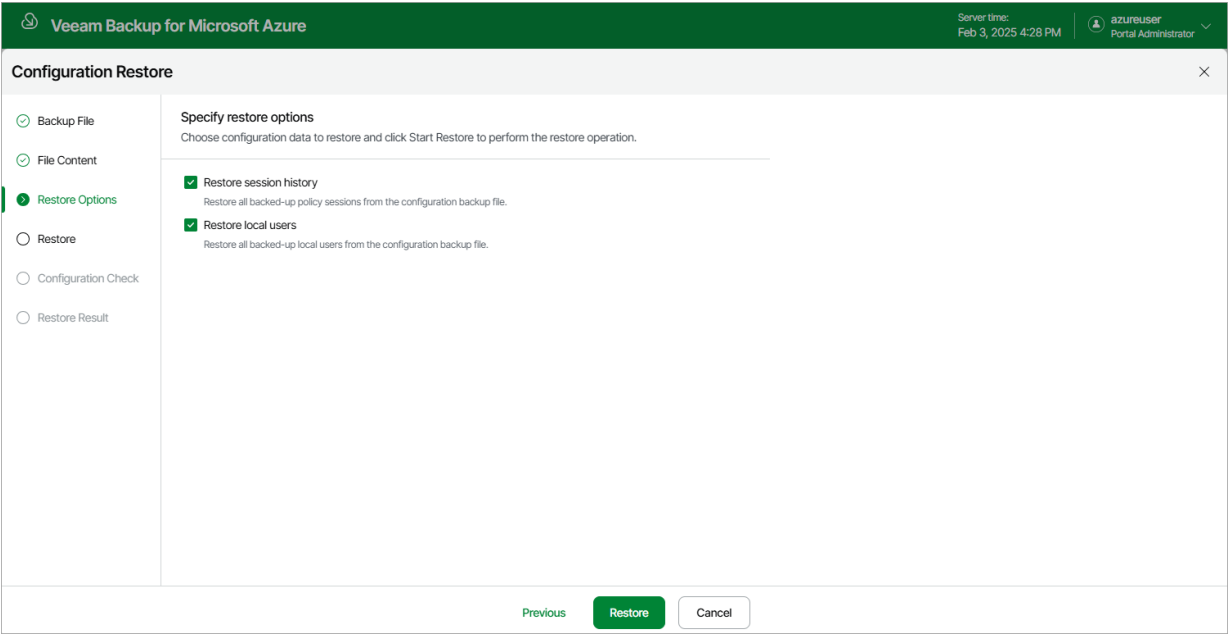 Veeam Backup for Microsoft Azure
Server time:
Feb 3, 2025 4:28 PM
azureuser
Portal Administrator
Configuration Restore
Backup File
File Content
Restore Options
Restore
Configuration Check
Restore Result
Specify restore options
Choose configuration data to restore and click Start Restore to perform the restore operation.
Restore session history
Restore all backed-up policy sessions from the configuration backup file.
Restore local users
Restore all backed-up local users from the configuration backup file.
Previous
Restore
Cancel